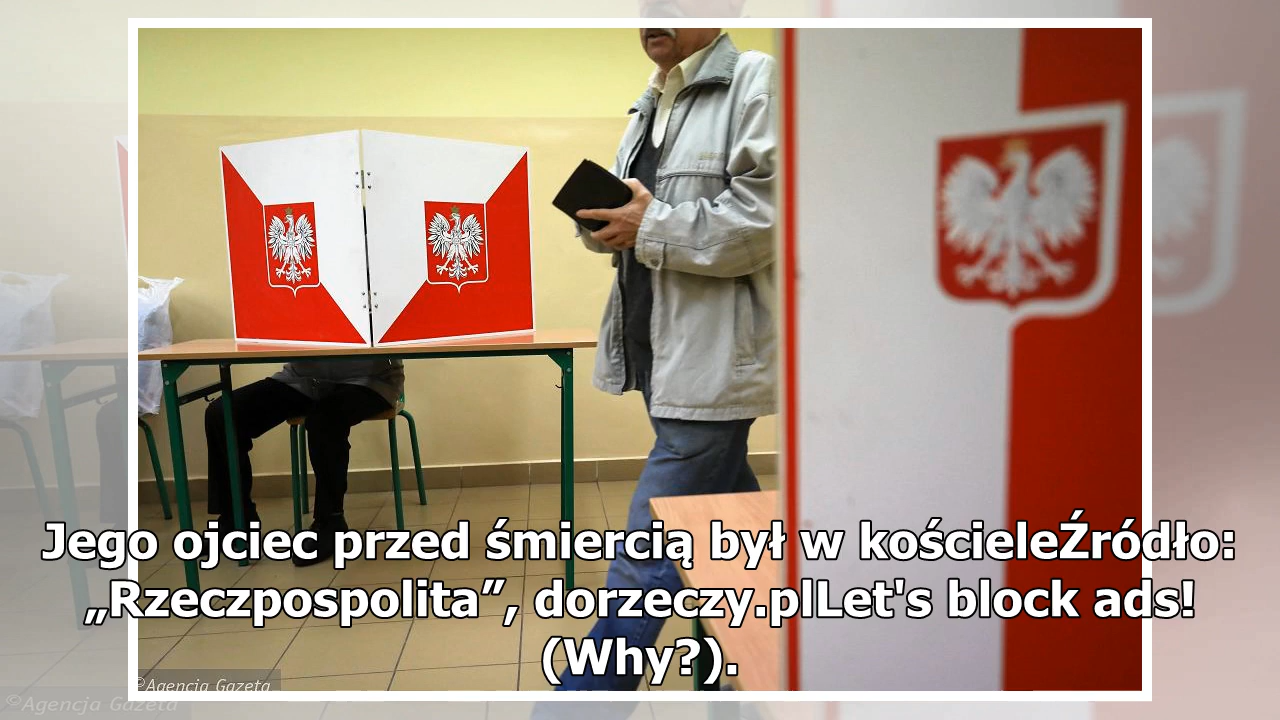 Jego ojciec przed śmiercią był w kościeleŹródło:
„Rzeczpospolita”, dorzeczy.plLet's block ads!
(Why?).
©Agencja Gazeta
©Agencja Gazeta